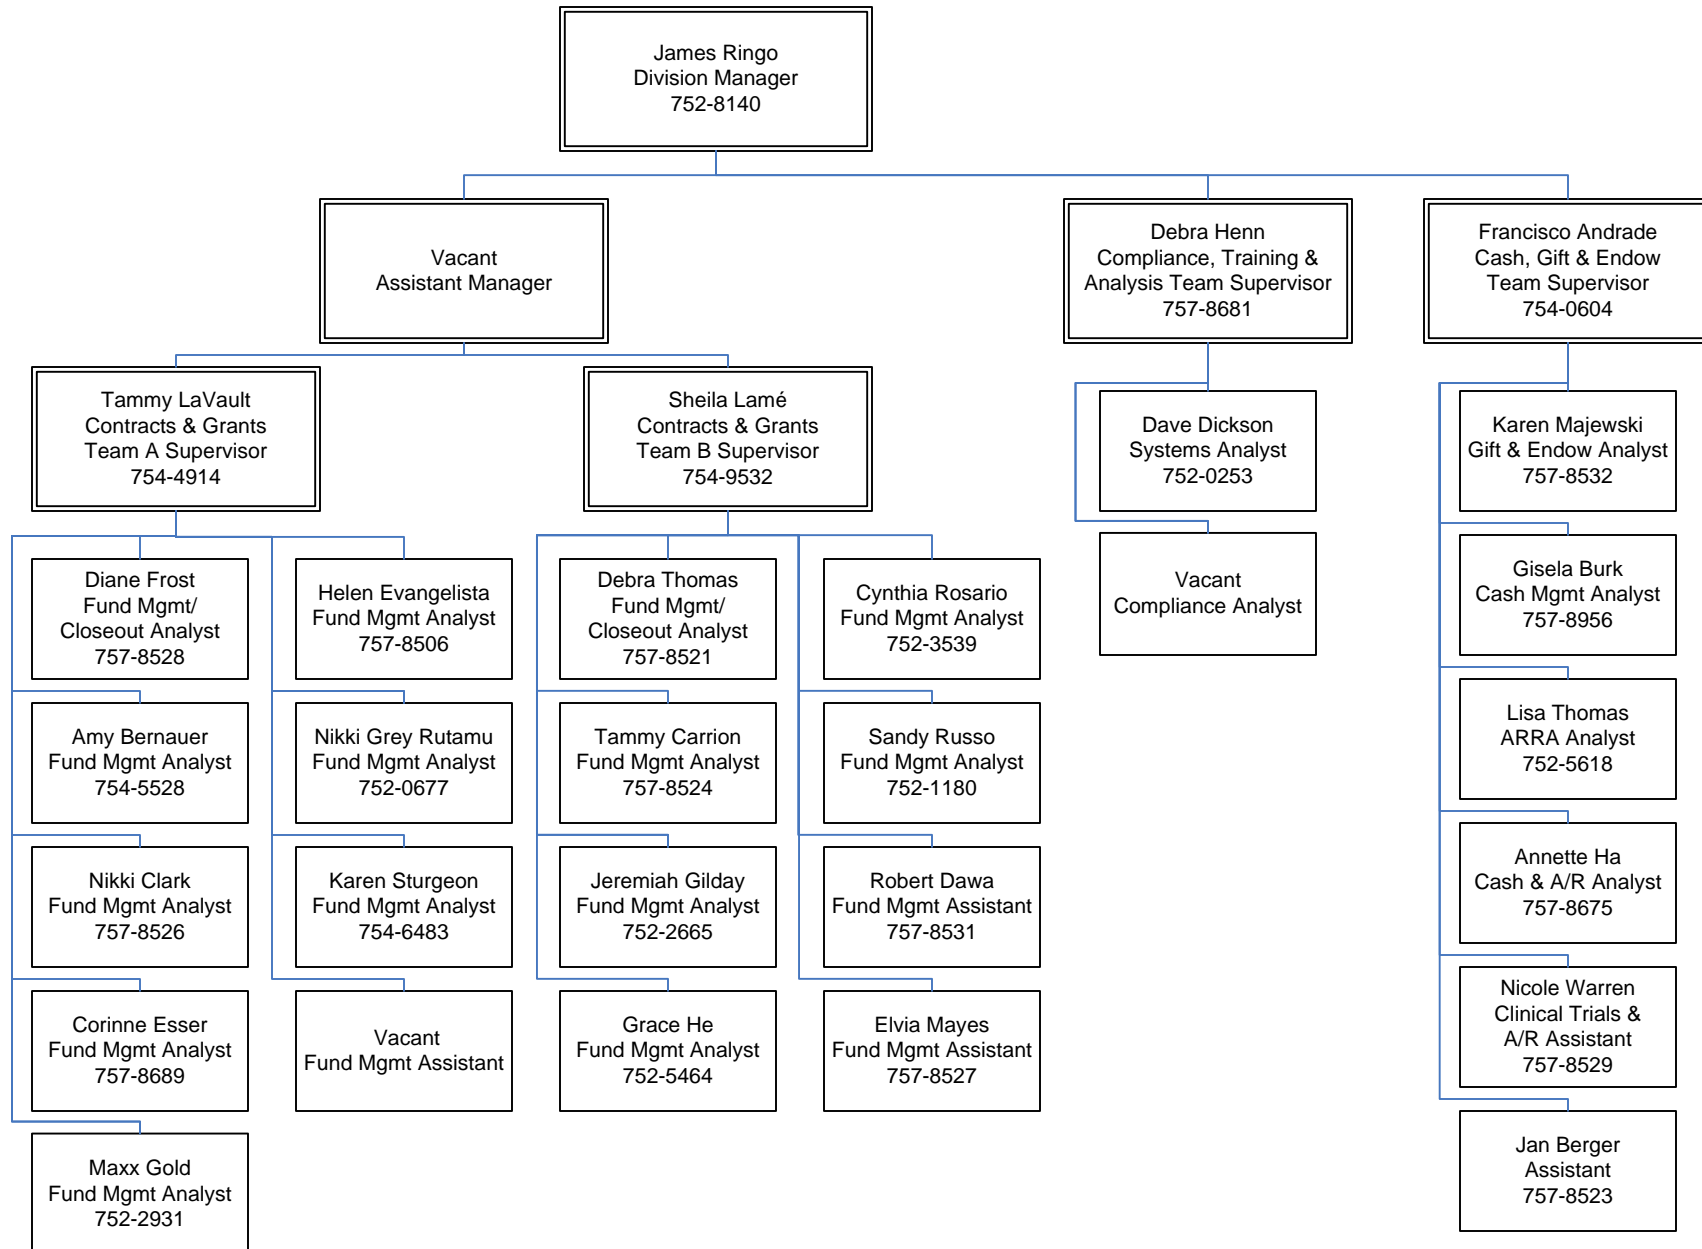 James Ringo
Division Manager
752-8140
Vacant
Assistant Manager
Debra Henn
Compliance, Training &
Analysis Team Supervisor
757-8681
Francisco Andrade
Cash, Gift & Endow
Team Supervisor
754-0604
Tammy LaVault
Contracts & Grants
Team A Supervisor
754-4914
Sheila Lamé
Contracts & Grants
Team B Supervisor
754-9532
Dave Dickson
Systems Analyst
752-0253
Karen Majewski
Gift & Endow Analyst
757-8532
Diane Frost
Fund Mgmt/
Closeout Analyst
757-8528
Helen Evangelista
Fund Mgmt Analyst
757-8506
Debra Thomas
Fund Mgmt/
Closeout Analyst
757-8521
Cynthia Rosario
Fund Mgmt Analyst
752-3539
Vacant
Compliance Analyst
Gisela Burk
Cash Mgmt Analyst
757-8956
Amy Bernauer
Fund Mgmt Analyst
754-5528
Nikki Grey Rutamu
Fund Mgmt Analyst
752-0677
Tammy Carrion
Fund Mgmt Analyst
757-8524
Sandy Russo
Fund Mgmt Analyst
752-1180
Lisa Thomas
ARRA Analyst
752-5618
Nikki Clark
Fund Mgmt Analyst
757-8526
Karen Sturgeon
Fund Mgmt Analyst
754-6483
Jeremiah Gilday
Fund Mgmt Analyst
752-2665
Robert Dawa
Fund Mgmt Assistant
757-8531
Annette Ha
Cash & A/R Analyst
757-8675
Corinne Esser
Fund Mgmt Analyst
757-8689
Vacant
Fund Mgmt Assistant
Grace He
Fund Mgmt Analyst
752-5464
Elvia Mayes
Fund Mgmt Assistant
757-8527
Nicole Warren
Clinical Trials &
A/R Assistant
757-8529
Maxx Gold
Fund Mgmt Analyst
752-2931
Jan Berger
Assistant
757-8523